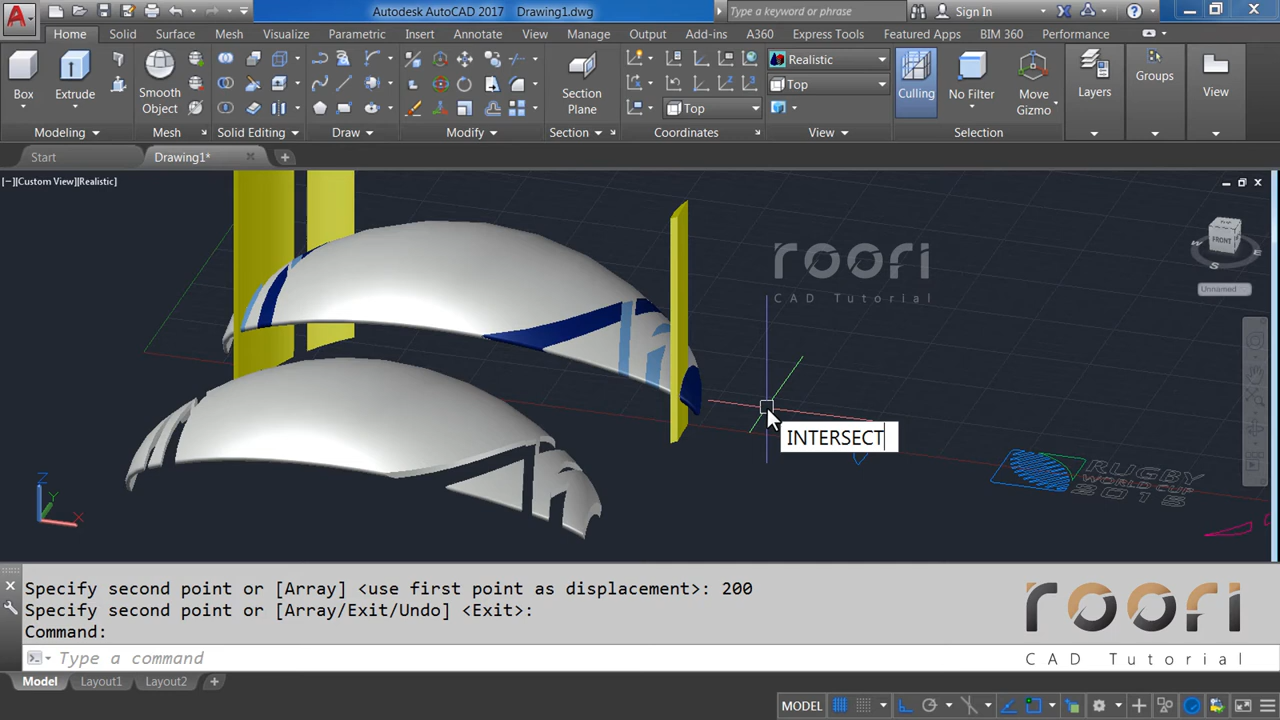 A
Autodesk AutoCAD 2017 Drawing1.dwg
Type a keyword or phrase
Sign In
Home Solid Surface Mesh Visualize Parametric Insert Annotate View Manage Output Add-ins A360 Express Tools Featured Apps BIM 360 Performance
Box
Extrude
Smooth
Object
Section
Plane
Top
Realistic
Top
Culling
No Filter
Move
Gizmo
Layers
Groups
View
Modeling
Mesh
Solid Editing
Draw
Modify
Section
Coordinates
View
Selection
Start
Drawing1*
[−][Custom View][Realistic]
FRONT
W
S
E
Unnamed
roori
CAD Tutorial
INTERSECT
RUGBY
WORLD CUP
2015
Z
Y
X
Specify second point or [Array] <use first point as displacement>: 200
Specify second point or [Array/Exit/Undo] <Exit>:
Command:
Type a command
roori
CAD Tutorial
Model Layout1 Layout2
MODEL